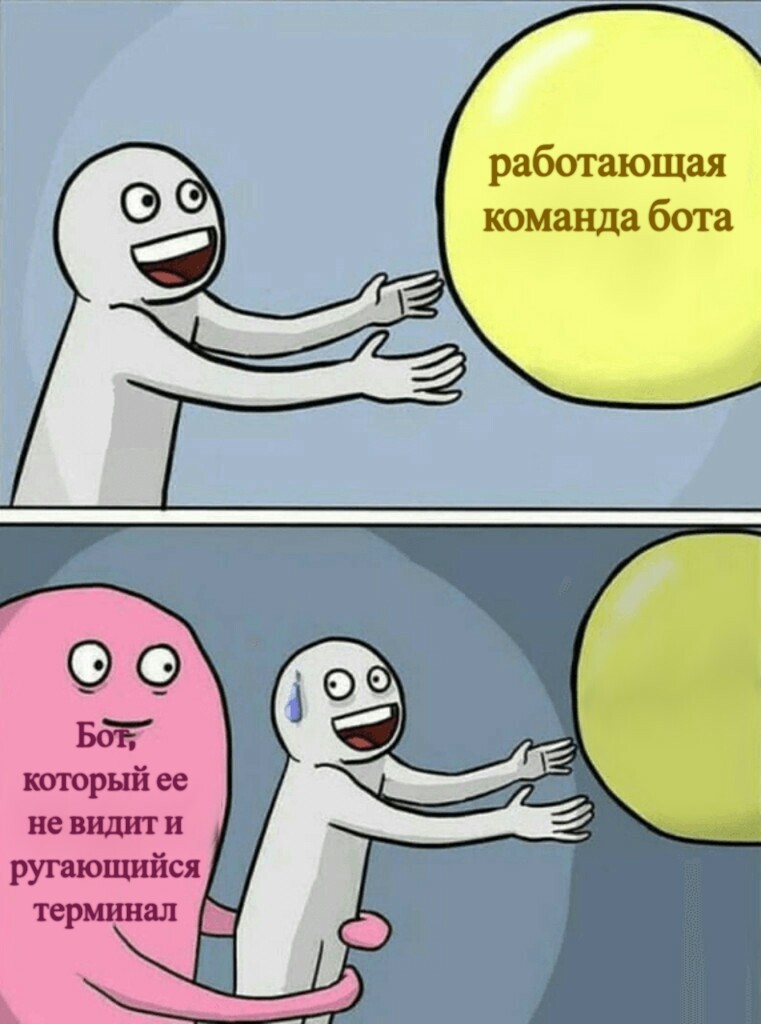 работающая
команда бота
Бот,
который ее
не видит и
ругающийся
терминал